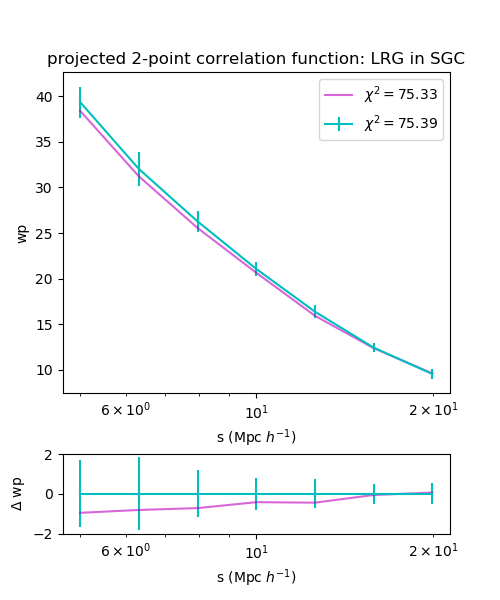 projected 2-point correlation function: LRG in SGC
χ² = 75.33
χ² = 75.39
wp
40
35
30
25
20
15
10
6 × 10⁰ 10¹ 2 × 10¹
s (Mpc h⁻¹)
Δ wp
2
0
−2
6 × 10⁰ 10¹ 2 × 10¹
s (Mpc h⁻¹)